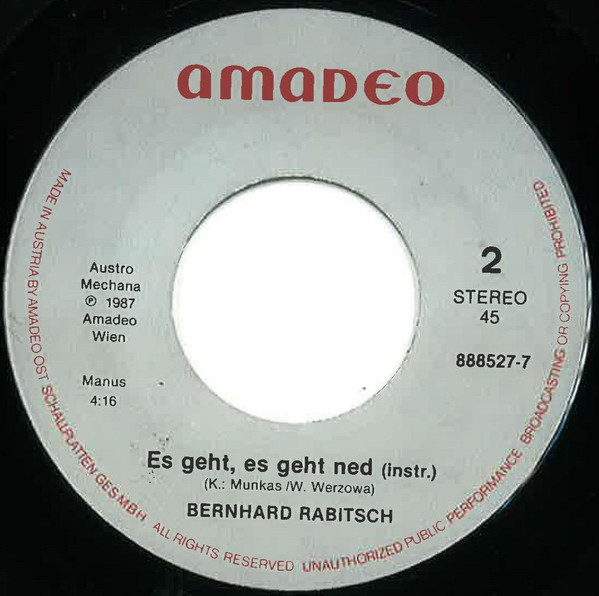 amadeo
MADE IN AUSTRIA BY AMADEO OST. SCHALLPLATTEN GES MBH ALL RIGHTS RESERVED UNAUTHORIZED PUBLIC PERFORMANCE BROADCASTING OR COPYING PROHIBITED
Austro
Mechana
℗ 1987
Amadeo
Wien
Manus
4:16
2
STEREO
45
888527-7
Es geht, es geht ned (instr.)
(K.: Munkas /W. Werzowa)
BERNHARD RABITSCH